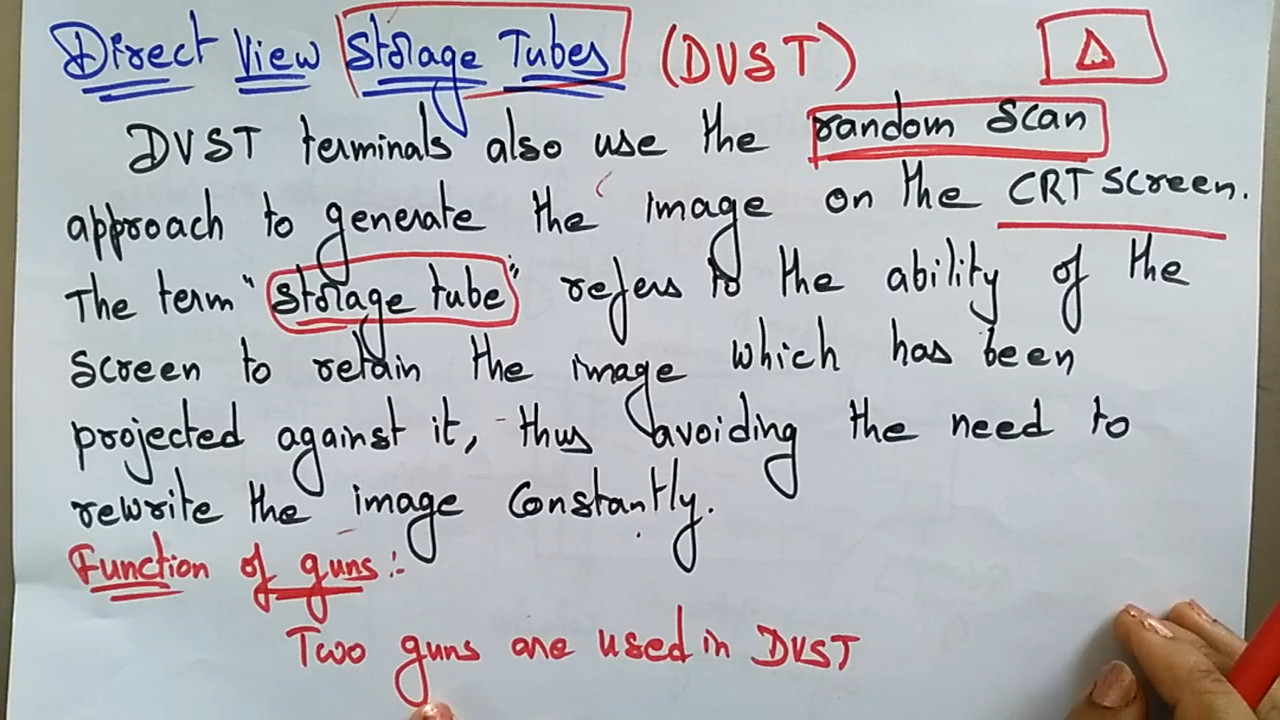 Direct View Storage Tubes (DVST)
DVST terminals also use the random scan
approach to generate the image on the CRT screen.
The term "storage tube" refers to the ability of the
screen to retain the image which has been
projected against it, thus avoiding the need to
rewrite the image constantly.
Function of guns:-
Two guns are used in DVST